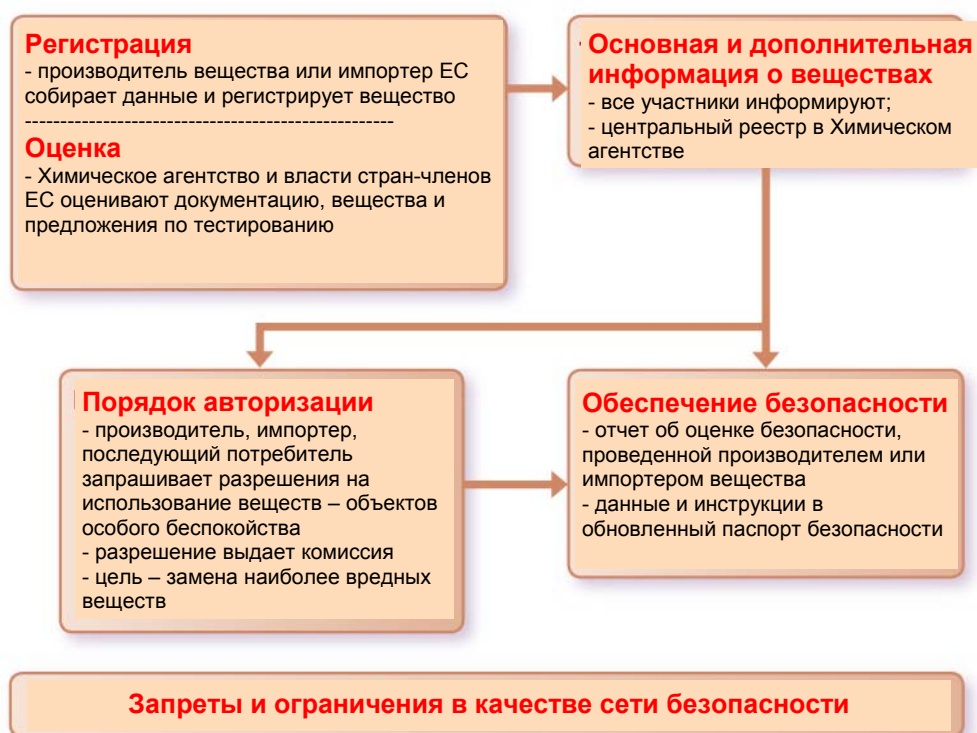 Регистрация
- производитель вещества или импортер ЕС
собирает данные и регистрирует вещество
----------------------------------------------------
Оценка
- Химическое агентство и власти стран-членов
ЕС оценивают документацию, вещества и
предложения по тестированию
Основная и дополнительная
информация о веществах
- все участники информируют;
- центральный реестр в Химическом
агентстве
Порядок авторизации
- производитель, импортер,
последующий потребитель
запрашивает разрешения на
использование веществ – объектов
особого беспокойства
- разрешение выдает комиссия
- цель – замена наиболее вредных
веществ
Обеспечение безопасности
- отчет об оценке безопасности,
проведенной производителем или
импортером вещества
- данные и инструкции в
обновленный паспорт безопасности
Запреты и ограничения в качестве сети безопасности